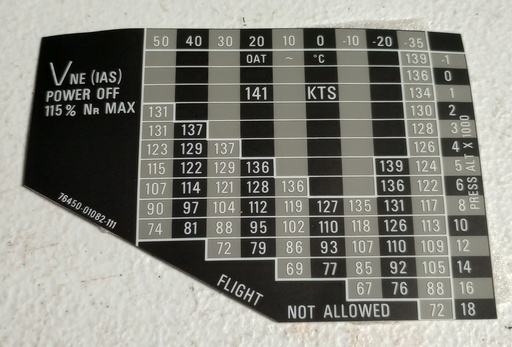 50 40 30 20 10 0 -10 -20 -35
VNE (IAS)
POWER OFF
115% NR MAX
OAT ~ °C
139 -1
136 0
141 KTS
134 1
131 130 2
131 137 128 3
123 129 137 126 4
115 122 129 136 139 124 5
107 114 121 128 136 136 122 6
90 97 104 112 119 127 135 131 117 8
74 81 88 95 102 110 118 126 113 10
72 79 86 93 107 110 109 12
69 77 85 92 105 14
67 76 88 16
72 18
PRESS ALT X 1000
76450-01082-111
FLIGHT NOT ALLOWED